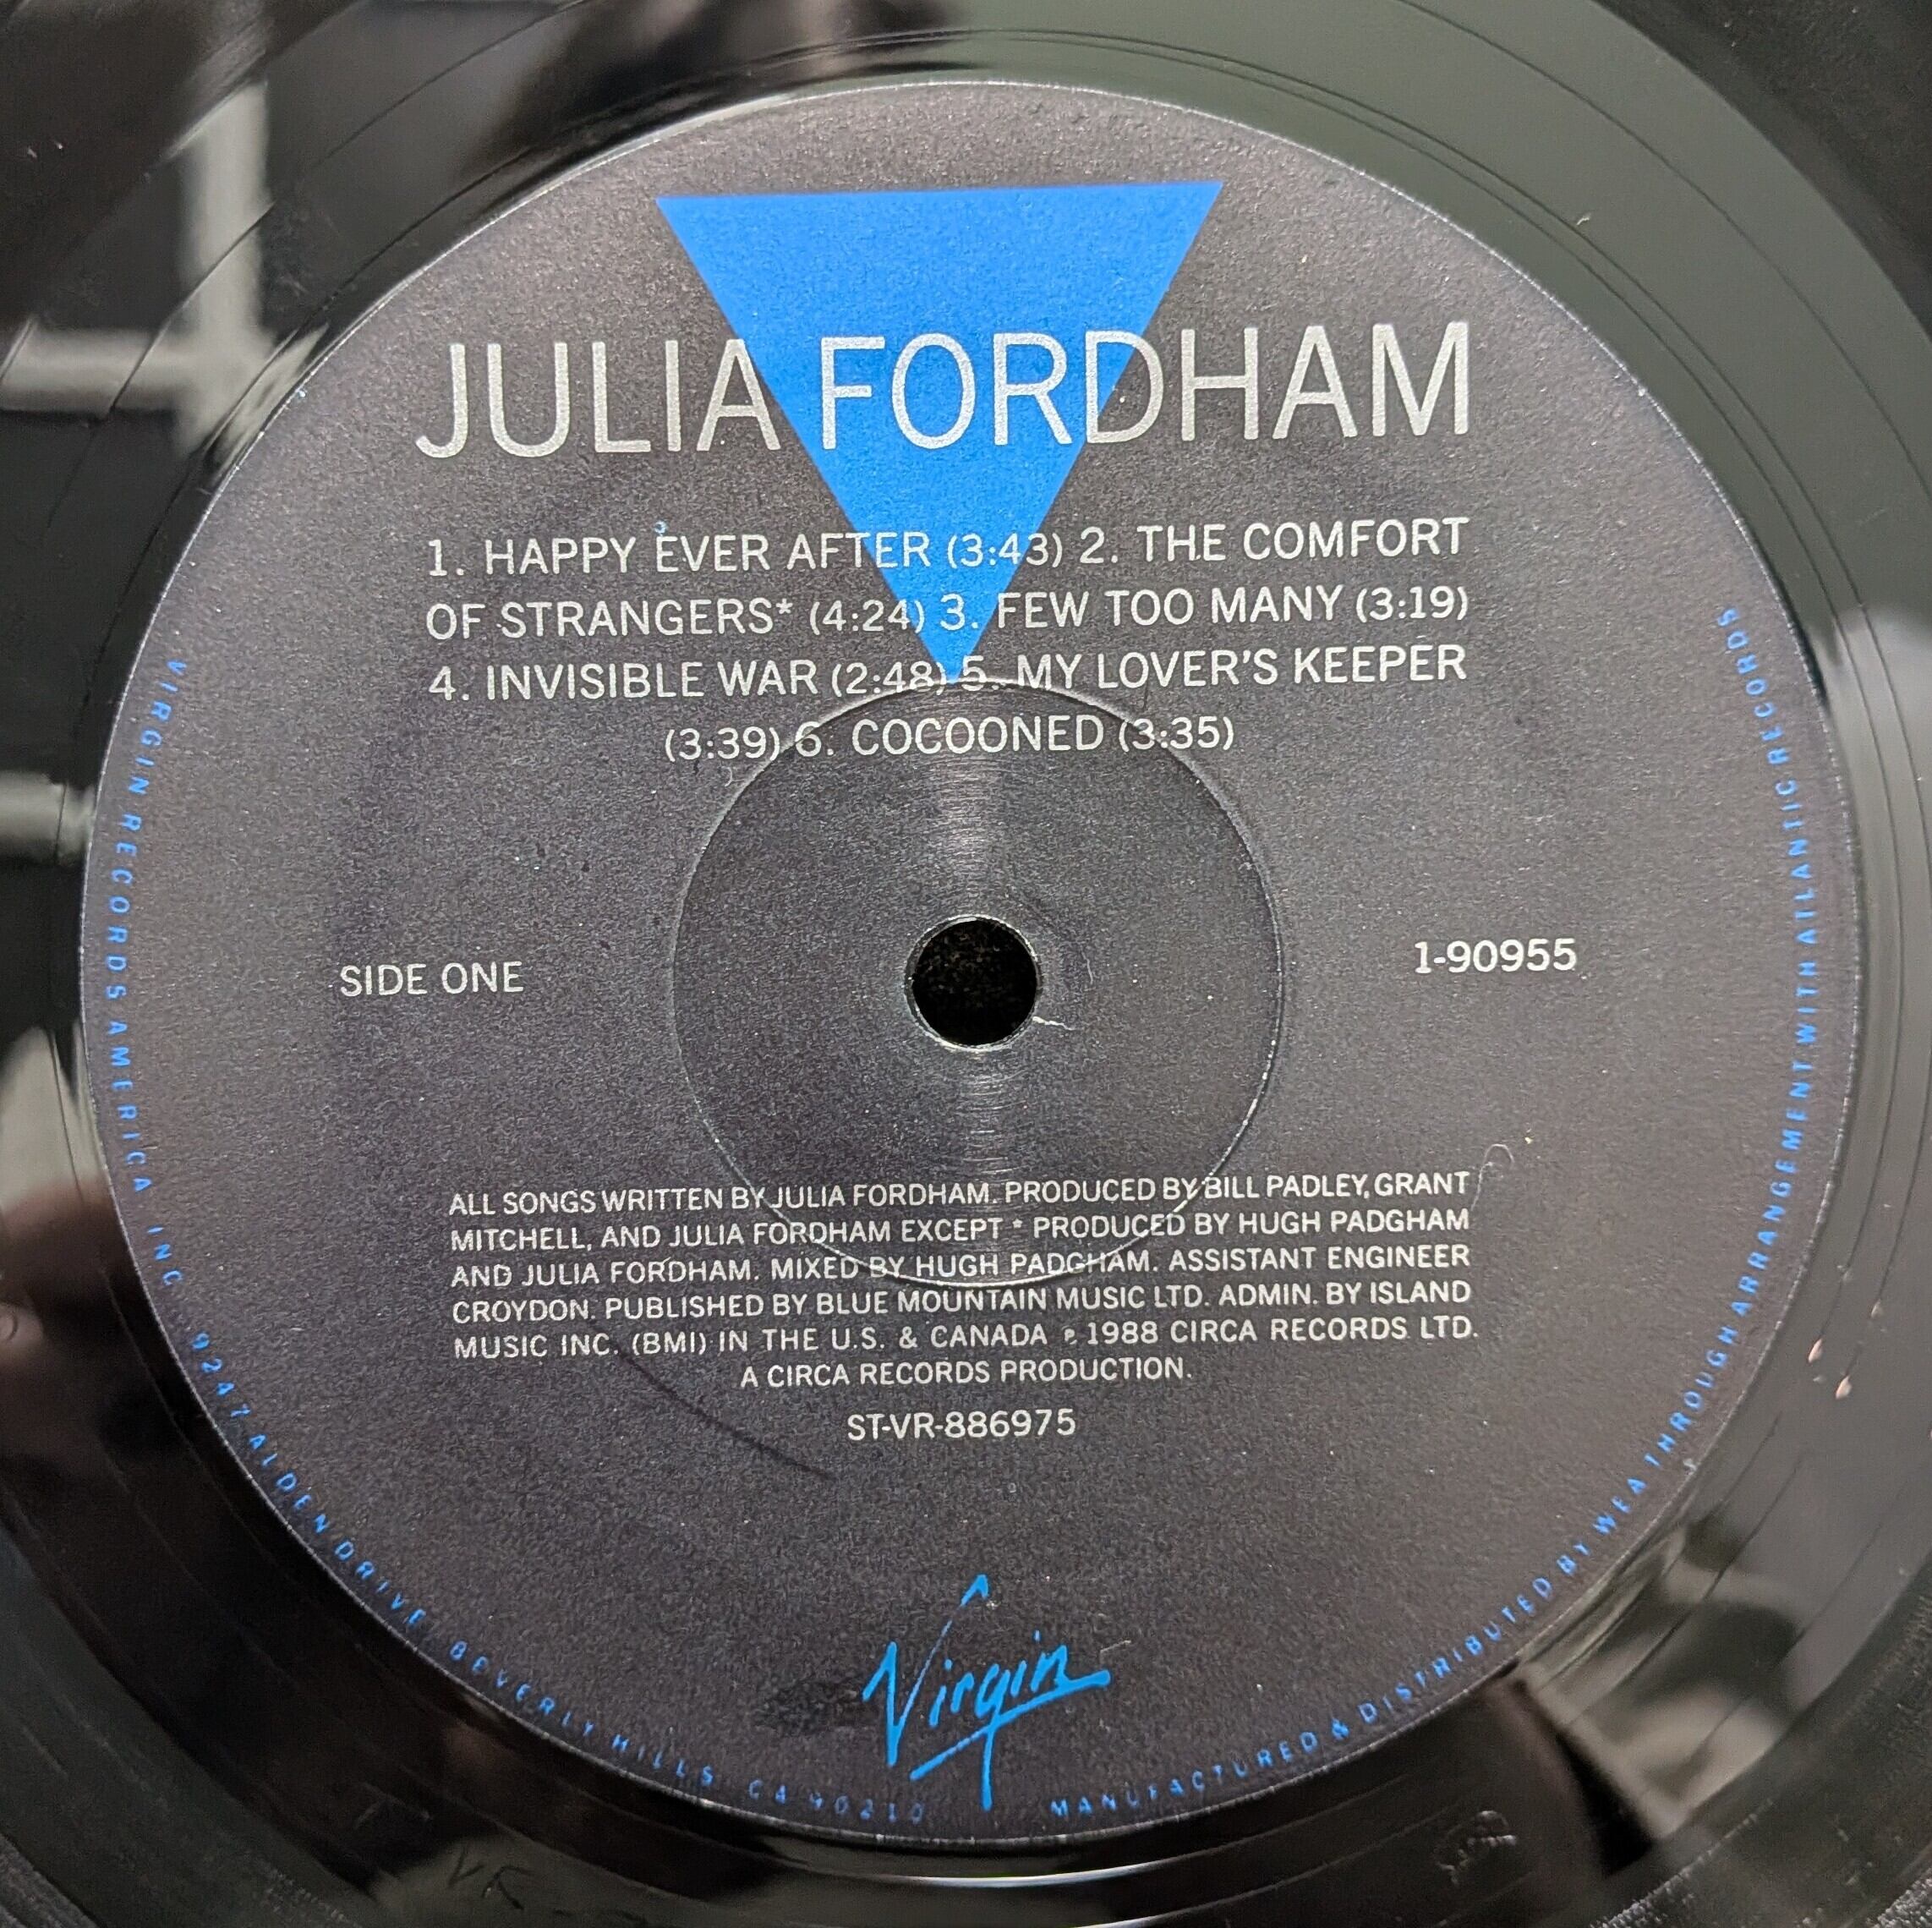 JULIA FORDHAM
1. HAPPY EVER AFTER (3:43) 2. THE COMFORT
OF STRANGERS* (4:24) 3. FEW TOO MANY (3:19)
4. INVISIBLE WAR (2:48) 5. MY LOVER'S KEEPER
(3:39) 6. COCOONED (3:35)
SIDE ONE
1-90955
ALL SONGS WRITTEN BY JULIA FORDHAM. PRODUCED BY BILL PADLEY, GRANT
MITCHELL, AND JULIA FORDHAM EXCEPT * PRODUCED BY HUGH PADGHAM
AND JULIA FORDHAM. MIXED BY HUGH PADGHAM. ASSISTANT ENGINEER
CROYDON. PUBLISHED BY BLUE MOUNTAIN MUSIC LTD. ADMIN. BY ISLAND
MUSIC INC. (BMI) IN THE U.S. & CANADA ℗ 1988 CIRCA RECORDS LTD.
A CIRCA RECORDS PRODUCTION.
ST-VR-886975
Virgin
VIRGIN RECORDS AMERICA INC 9247 ALDEN DRIVE BEVERLY HILLS CA 90210 MANUFACTURED & DISTRIBUTED BY WEA THROUGH ARRANGEMENT WITH ATLANTIC RECORDS